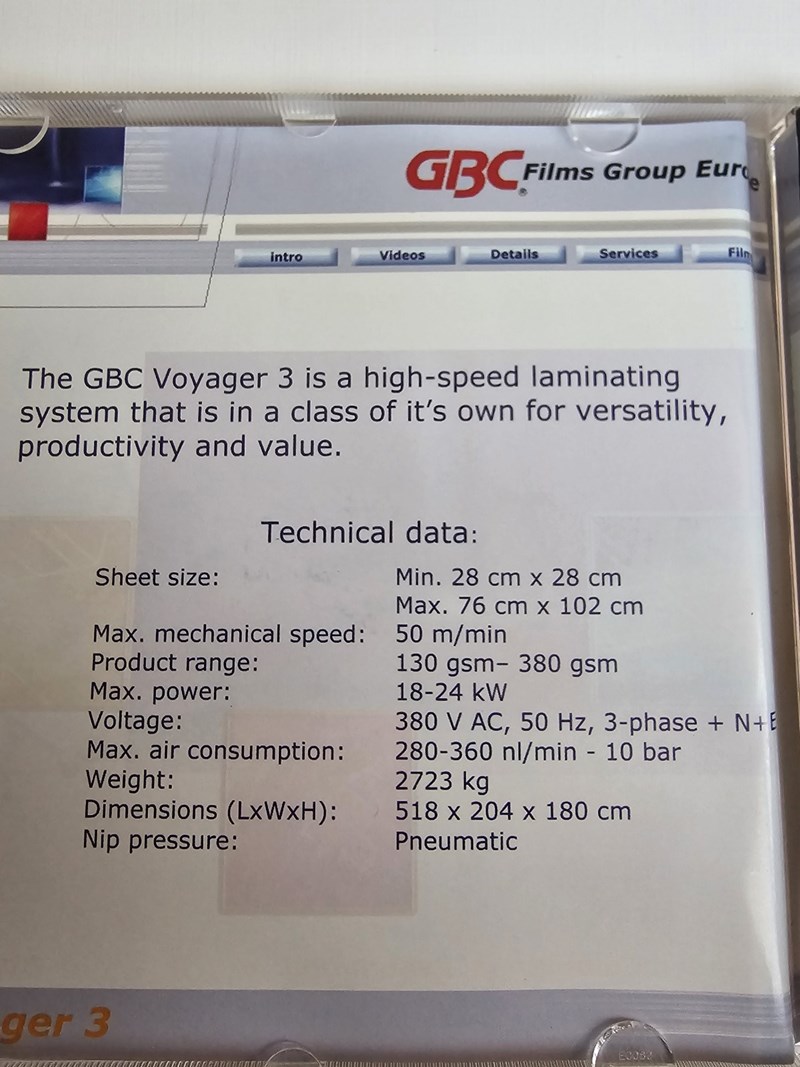 GBC® Films Group Europe
Intro Videos Details Services
The GBC Voyager 3 is a high-speed laminating
system that is in a class of it's own for versatility,
productivity and value.
Technical data:
Sheet size: Min. 28 cm x 28 cm
Max. 76 cm x 102 cm
Max. mechanical speed: 50 m/min
Product range: 130 gsm– 380 gsm
Max. power: 18-24 kW
Voltage: 380 V AC, 50 Hz, 3-phase + N+E
Max. air consumption: 280-360 nl/min - 10 bar
Weight: 2723 kg
Dimensions (LxWxH): 518 x 204 x 180 cm
Nip pressure: Pneumatic
ger 3